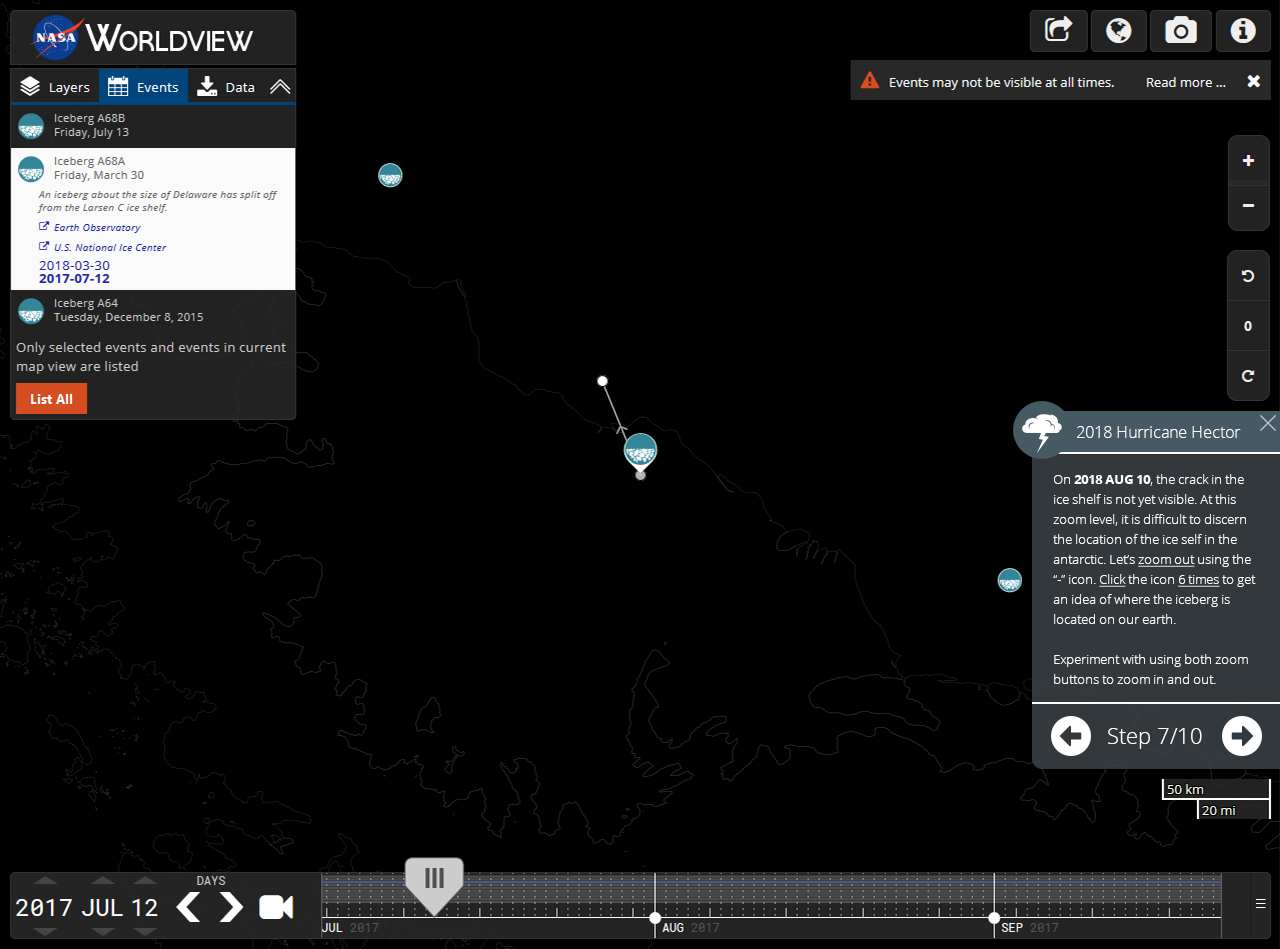 NASA WORLDVIEW
Layers
Events
Data
Events may not be visible at all times.
Read more ...
Iceberg A68B
Friday, July 13
Iceberg A68A
Friday, March 30
An iceberg about the size of Delaware has split off
from the Larsen C ice shelf.
Earth Observatory
U.S. National Ice Center
2018-03-30
2017-07-12
Iceberg A64
Tuesday, December 8, 2015
Only selected events and events in current
map view are listed
List All
+
−
0
2018 Hurricane Hector
On 2018 AUG 10, the crack in the
ice shelf is not yet visible. At this
zoom level, it is difficult to discern
the location of the ice self in the
antarctic. Let's zoom out using the
"-" icon. Click the icon 6 times to get
an idea of where the iceberg is
located on our earth.
Experiment with using both zoom
buttons to zoom in and out.
Step 7/10
50 km
20 mi
2017 JUL 12
DAYS
JUL 2017
AUG 2017
SEP 2017